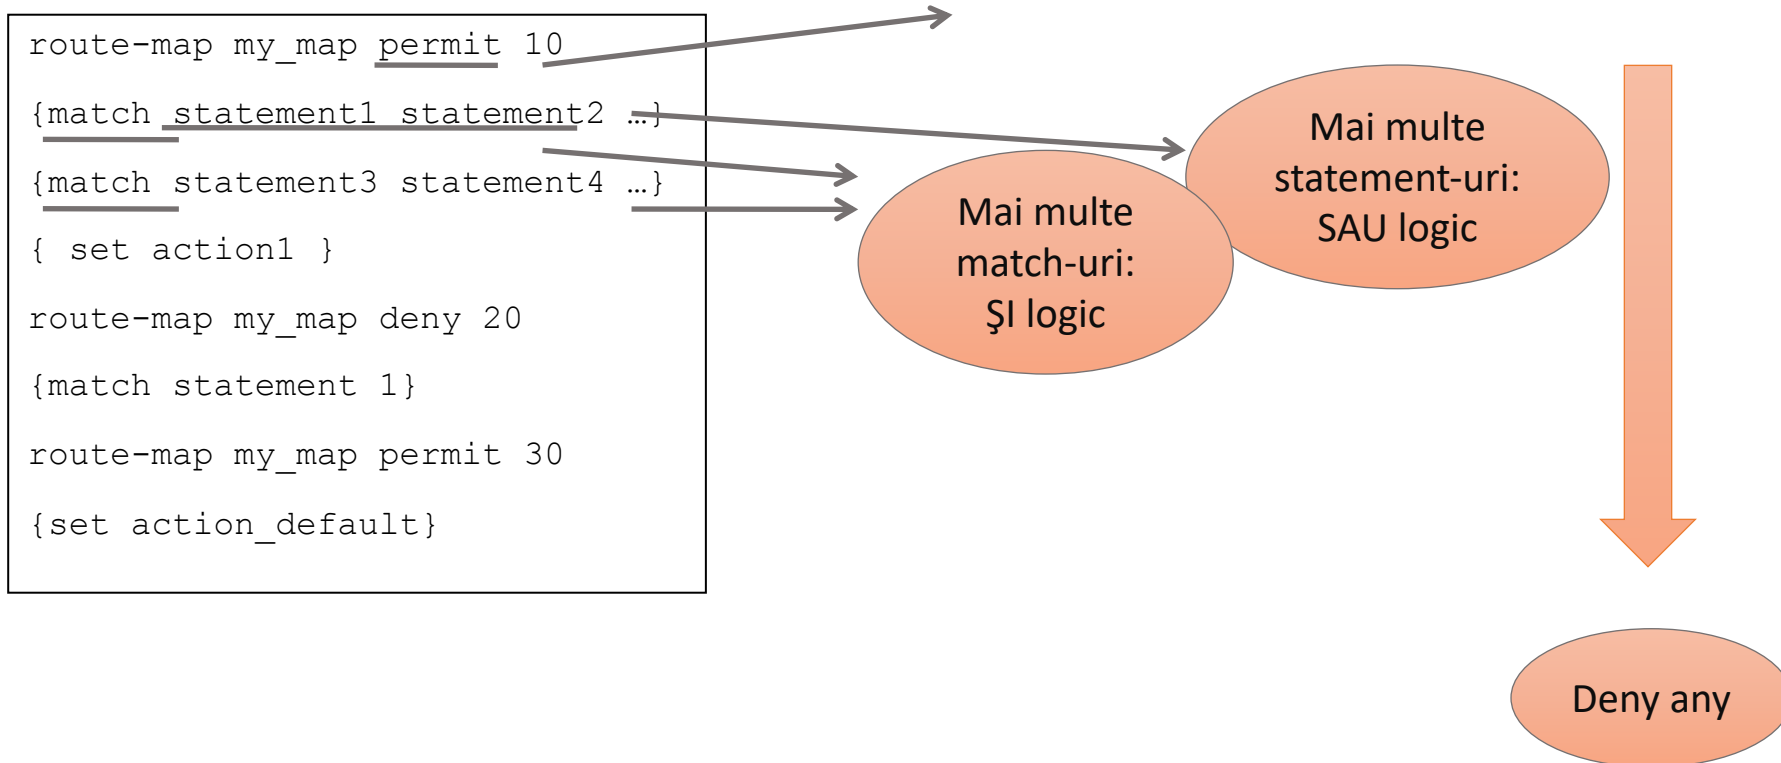 route-map my_map permit 10
{match statement1 statement2 …}
{match statement3 statement4 …}
{ set action1 }
route-map my_map deny 20
{match statement 1}
route-map my_map permit 30
{set action_default}
Mai multe
match-uri:
ŞI logic
Mai multe
statement-uri:
SAU logic
Deny any